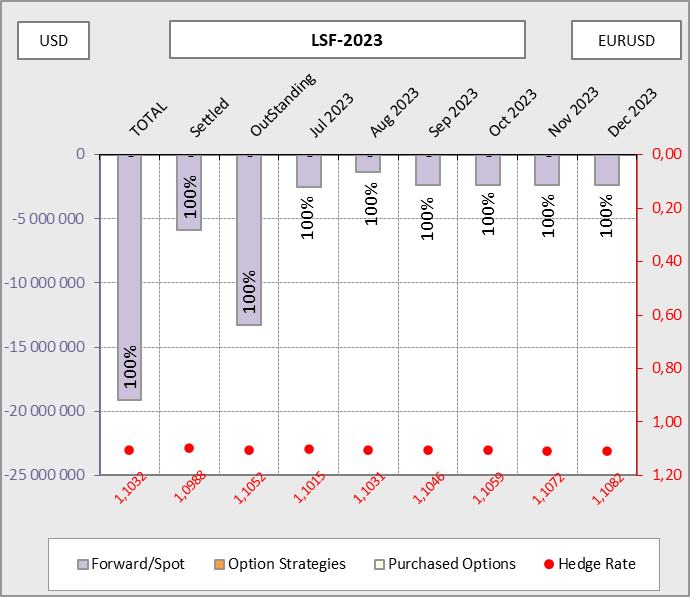 USD
LSF-2023
EURUSD
TOTAL
Settled
OutStanding
Jul 2023
Aug 2023
Sep 2023
Oct 2023
Nov 2023
Dec 2023
0
-5 000 000
-10 000 000
-15 000 000
-20 000 000
-25 000 000
100%
100%
100%
100%
100%
100%
100%
100%
100%
0,00
0,20
0,40
0,60
0,80
1,00
1,20
1,1032
1,0988
1,1052
1,1015
1,1031
1,1046
1,1059
1,1072
1,1082
Forward/Spot
Option Strategies
Purchased Options
Hedge Rate